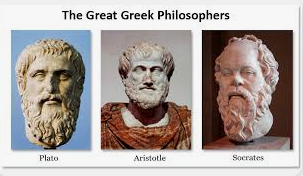 The Great Greek Philosophers
Plato
Aristotle
Socrates